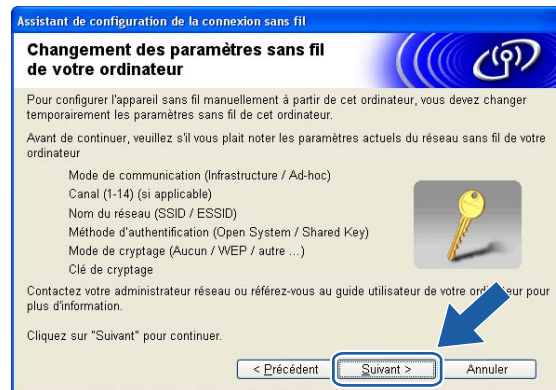 Assistant de configuration de la connexion sans fil
Changement des paramètres sans fil
de votre ordinateur
Pour configurer l'appareil sans fil manuellement à partir de cet ordinateur, vous devez changer
temporairement les paramètres sans fil de cet ordinateur.
Avant de continuer, veuillez s'il vous plait noter les paramètres actuels du réseau sans fil de votre
ordinateur
Mode de communication (Infrastructure / Ad-hoc)
Canal (1-14) (si applicable)
Nom du réseau (SSID / ESSID)
Méthode d'authentification (Open System / Shared Key)
Mode de cryptage (Aucun / WEP / autre ...)
Clé de cryptage
Contactez votre administrateur réseau ou référez-vous au guide utilisateur de votre ordinateur pour
plus d'information.
Cliquez sur "Suivant" pour continuer.
< Précédent
Suivant >
Annuler